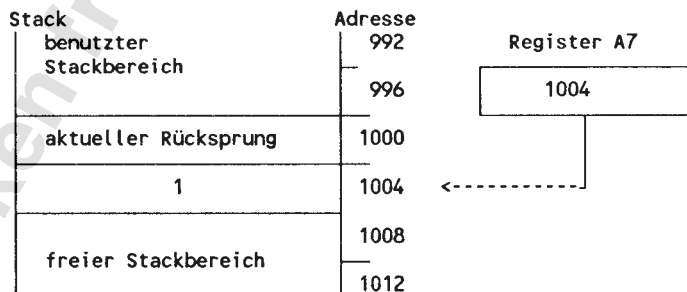 Stack Adresse
benutzter 992 Register A7
Stackbereich
996 1004
aktueller Rücksprung 1000
1 1004
1008
freier Stackbereich
1012